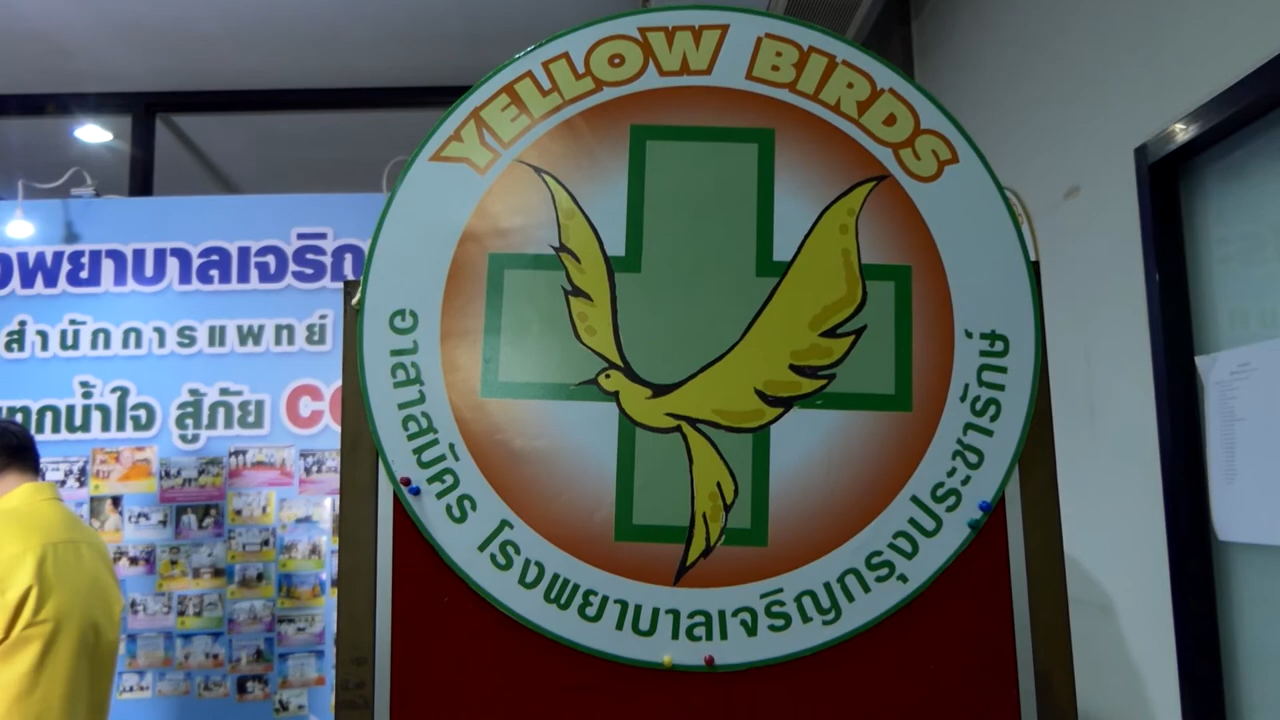 YELLOW BIRDS
อาสาสมัคร โรงพยาบาลเจริญกรุงประชารักษ์
งพยาบาลเจริญ
สำนักการแพทย์
น้ำใจ สู้ภัย